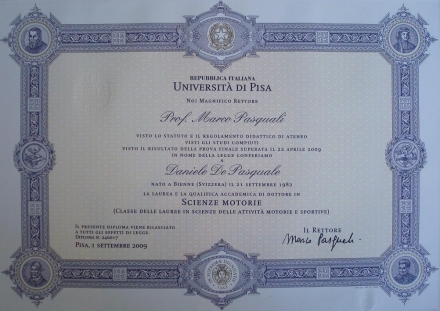 REPUBBLICA ITALIANA
UNIVERSITÀ DI PISA
NOI MAGNIFICO RETTORE
Prof. Marco Pasquali
VISTO LO STATUTO E IL REGOLAMENTO DIDATTICO DI ATENEO
VISTI GLI STUDI COMPIUTI
VISTO IL RISULTATO DELLA PROVA FINALE SUPERATA IL 22 APRILE 2009
IN NOME DELLA LEGGE CONFERIAMO
A
Daniele De Pasquale
NATO A BIENNE (SVIZZERA) IL 21 SETTEMBRE 1982
LA LAUREA E LA QUALIFICA ACCADEMICA DI DOTTORE IN
SCIENZE MOTORIE
(CLASSE DELLE LAUREE IN SCIENZE DELLE ATTIVITÀ MOTORIE E SPORTIVE)
IL PRESENTE DIPLOMA VIENE RILASCIATO
A TUTTI GLI EFFETTI DI LEGGE.
DIPLOMA N.
PISA, 1 SETTEMBRE 2009
IL RETTORE
Marco Pasquali